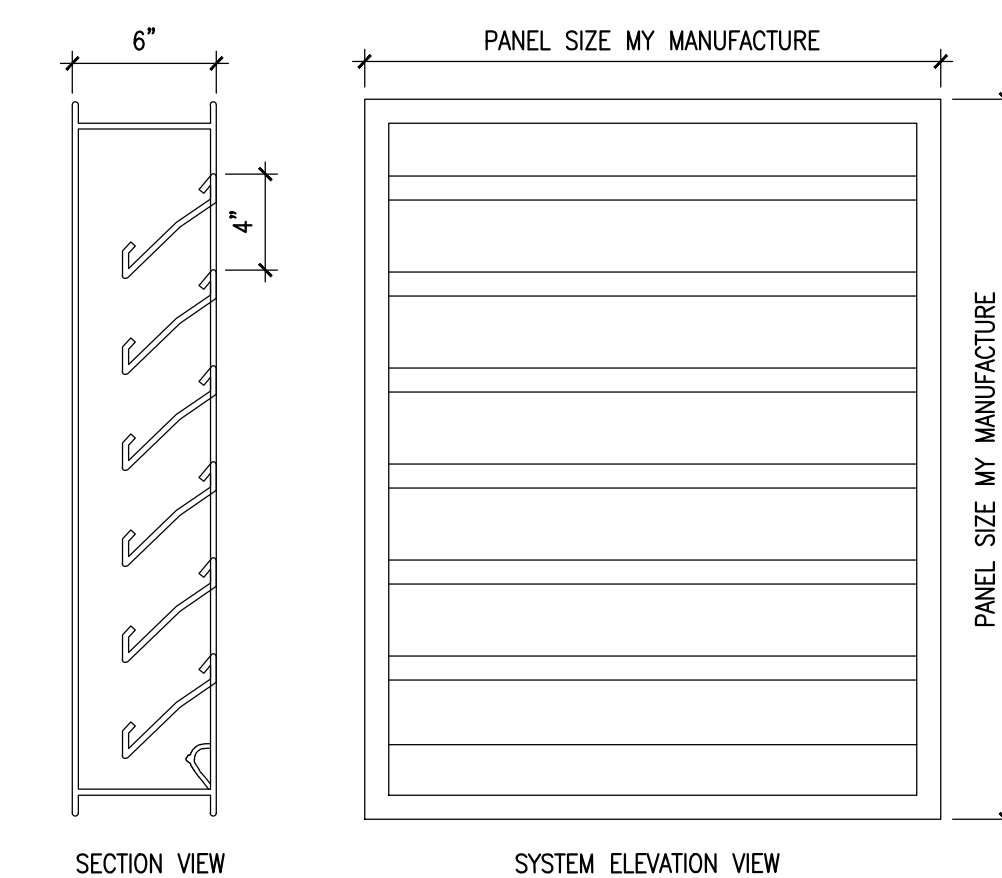 6"
PANEL SIZE MY MANUFACTURE
4"
PANEL SIZE MY MANUFACTURE
SECTION VIEW
SYSTEM ELEVATION VIEW